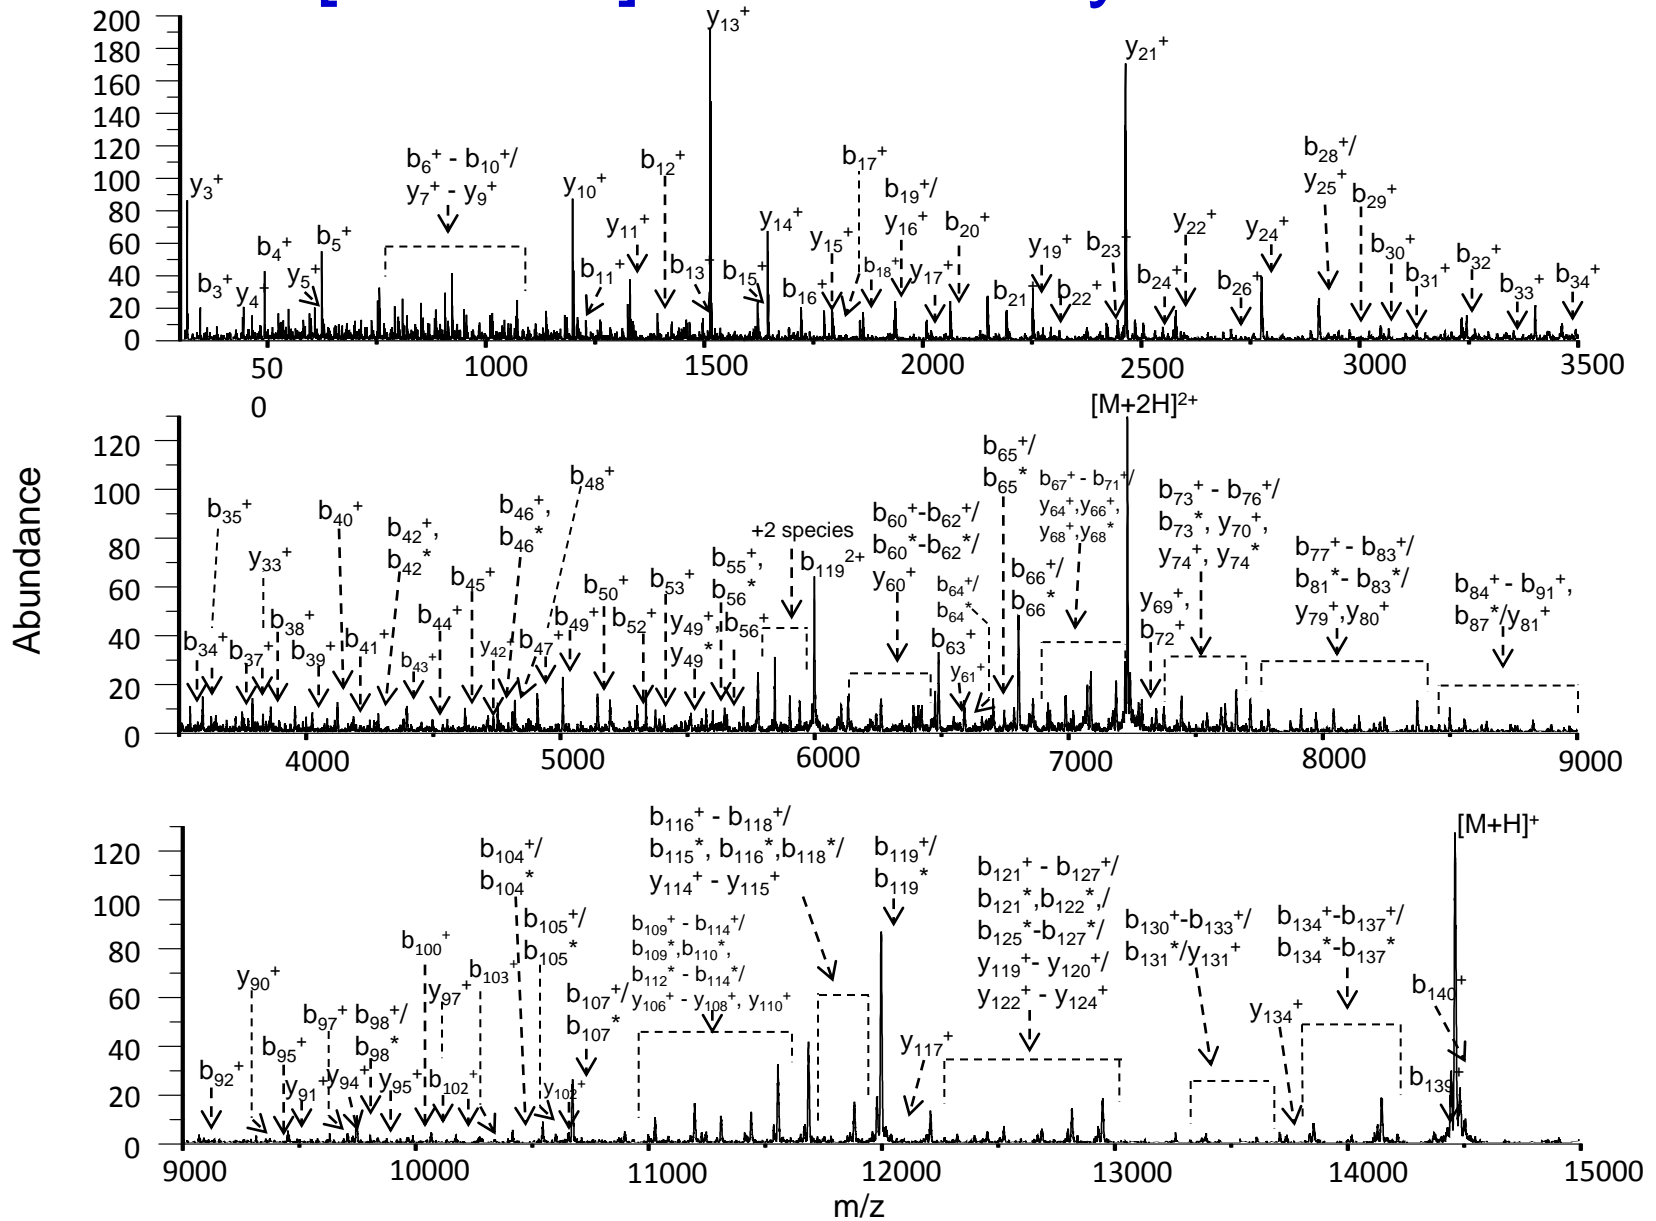 200
180
160
140
120
100
80
60
40
20
0
y13+
y21+
y3+
b3+
y4+
b4+
y5+
b5+
b6+ - b10+/
y7+ - y9+
y10+
b11+
y11+
b12+
b13+
b15+
y14+
b16+
y15+
b17+
b18+
b19+/
y16+
y17+
b20+
b21
y19+
b22+
b23+
b24+
y22+
b26+
y24+
b28+/
y25+
b29+
b30+
b31+
b32+
b33+
b34+
50
0
1000
1500
2000
2500
3000
3500
Abundance
120
100
80
60
40
20
0
[M+2H]2+
b34+
b35+
b37+
y33+
b38+
b39+
b40+
b41+
b42+,
b42*
b43+
b44+
b45+
y42+
b46+,
b46*
b47+
b48+
b49+
b50+
b52+
b53+
y49+,
y49*
b55+,
b56*
b56+
+2 species
b119 2+
b60+-b62+/
b60*-b62*/
y60+
b63+
b64+/
b64*
y61+
b65+/
b65*
b66+/
b66*
b67+ - b71+/
y64+,y66+,
y68+,y68*
y69+,
b72+
b73+ - b76+/
b73*, y70+,
y74+, y74*
b77+ - b83+/
b81*- b83*/
y79+,y80+
b84+ - b91+,
b87*/y81+
4000
5000
6000
7000
8000
9000
120
100
80
60
40
20
0
b92+
y90+
b95+
y91+
b97+
y94+
b98+/
b98*
y95+
b100+
y97+
b102+
b103+
b104+/
b104*
b105+/
b105*
y102+
b107+/
b107*
b109+ - b114+/
b109*,b110*,
b112* - b114*/
y106+ - y108+, y110+
b116+ - b118+/
b115*, b116*,b118*/
y114+ - y115+
b119+/
b119*
y117+
b121+ - b127+/
b121*,b122*,/
b125*-b127*/
y119+- y120+/
y122+ - y124+
b130+-b133+/
b131*/y131+
y134+
b134+-b137+/
b134*-b137*
b139+
b140+
[M+H]+
9000
10000
11000
12000
13000
14000
15000
m/z